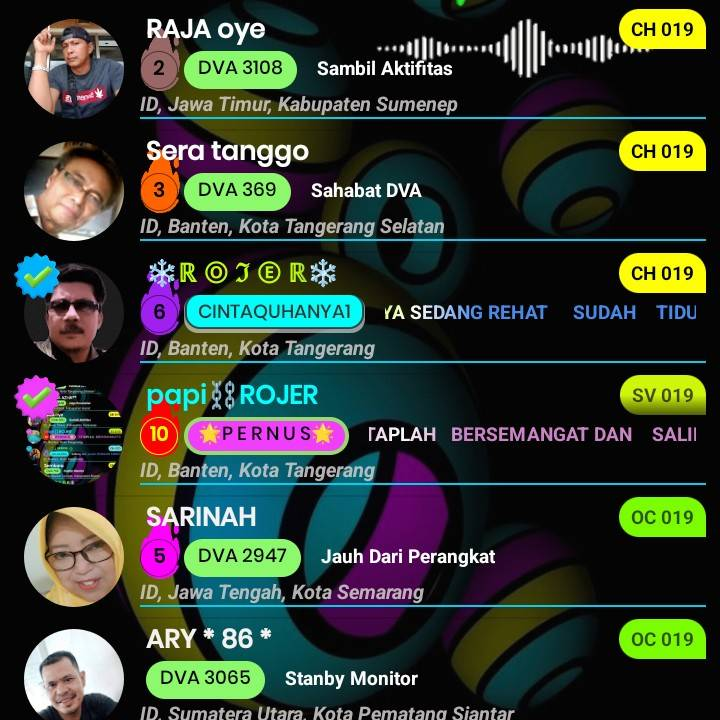 RAJA oye
CH 019
2 DVA 3108 Sambil Aktifitas
ID, Jawa Timur, Kabupaten Sumenep
Sera tanggo
CH 019
3 DVA 369 Sahabat DVA
ID, Banten, Kota Tangerang Selatan
❄️ℝ Ⓞ ℐ Ⓔ ℝ❄️
CH 019
6 CINTAQUHANYA1 YA SEDANG REHAT SUDAH TIDU
ID, Banten, Kota Tangerang
papi⛓️ROJER
SV 019
10 🌟PERNUS🌟 TAPLAH BERSEMANGAT DAN SALI
ID, Banten, Kota Tangerang
SARINAH
OC 019
5 DVA 2947 Jauh Dari Perangkat
ID, Jawa Tengah, Kota Semarang
ARY * 86 *
OC 019
DVA 3065 Stanby Monitor
ID, Sumatera Utara, Kota Pematang Siantar